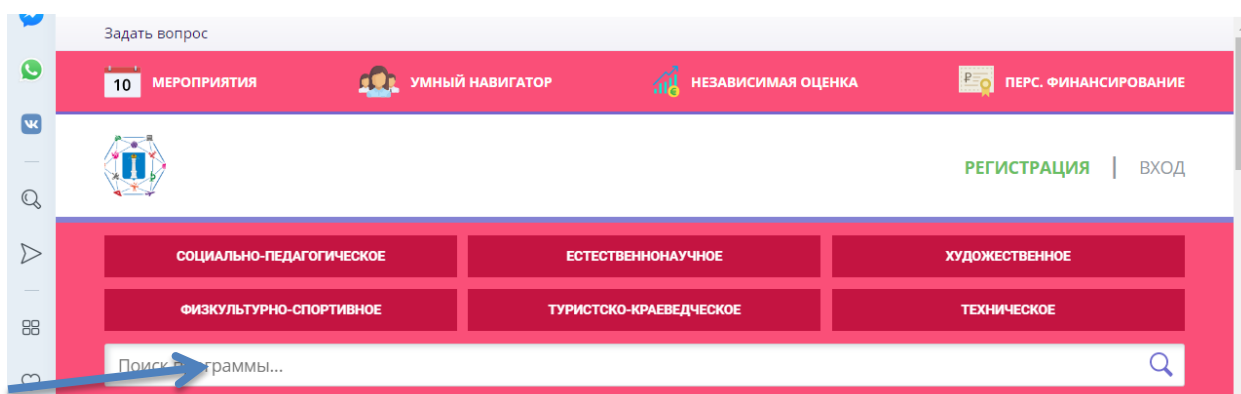 Задать вопрос
10 МЕРОПРИЯТИЯ УМНЫЙ НАВИГАТОР НЕЗАВИСИМАЯ ОЦЕНКА ПЕРС. ФИНАНСИРОВАНИЕ
РЕГИСТРАЦИЯ | ВХОД
СОЦИАЛЬНО-ПЕДАГОГИЧЕСКОЕ ЕСТЕСТВЕННОНАУЧНОЕ ХУДОЖЕСТВЕННОЕ
ФИЗКУЛЬТУРНО-СПОРТИВНОЕ ТУРИСТСКО-КРАЕВЕДЧЕСКОЕ ТЕХНИЧЕСКОЕ
Поиск программы...